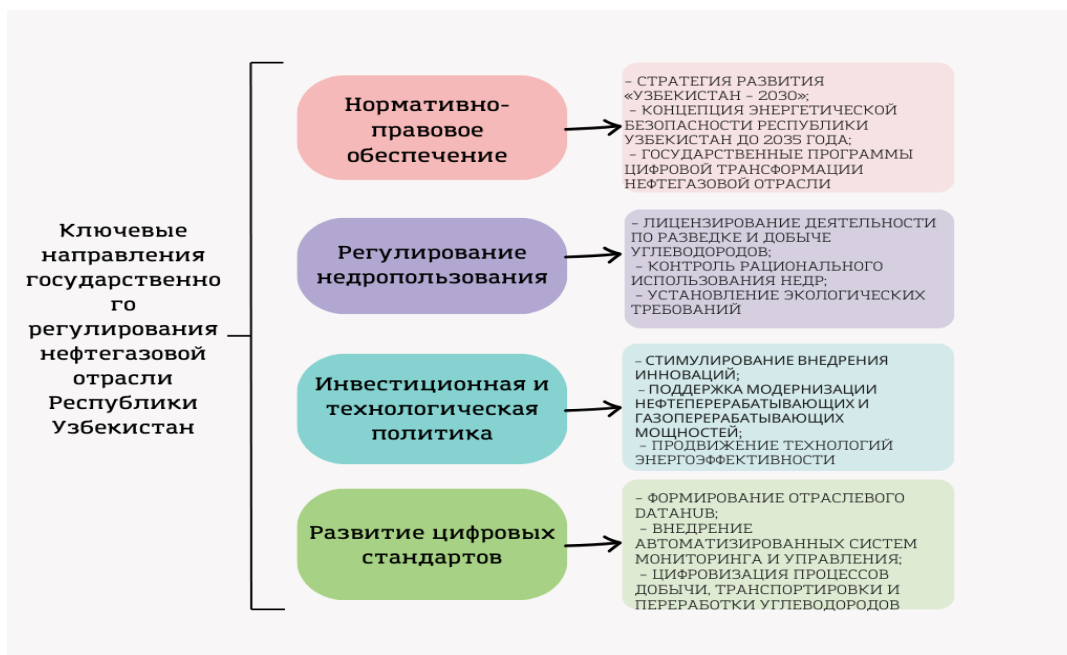 Ключевые
направления
государственно
го
регулирования
нефтегазовой
отрасли
Республики
Узбекистан
Нормативно-
правовое
обеспечение
– СТРАТЕГИЯ РАЗВИТИЯ
«УЗБЕКИСТАН – 2030»;
– КОНЦЕПЦИЯ ЭНЕРГЕТИЧЕСКОЙ
БЕЗОПАСНОСТИ РЕСПУБЛИКИ
УЗБЕКИСТАН ДО 2035 ГОДА;
– ГОСУДАРСТВЕННЫЕ ПРОГРАММЫ
ЦИФРОВОЙ ТРАНСФОРМАЦИИ
НЕФТЕГАЗОВОЙ ОТРАСЛИ
Регулирование
недропользования
– ЛИЦЕНЗИРОВАНИЕ ДЕЯТЕЛЬНОСТИ
ПО РАЗВЕДКЕ И ДОБЫЧЕ
УГЛЕВОДОРОДОВ;
– КОНТРОЛЬ РАЦИОНАЛЬНОГО
ИСПОЛЬЗОВАНИЯ НЕДР;
– УСТАНОВЛЕНИЕ ЭКОЛОГИЧЕСКИХ
ТРЕБОВАНИЙ
Инвестиционная и
технологическая
политика
– СТИМУЛИРОВАНИЕ ВНЕДРЕНИЯ
ИННОВАЦИЙ;
– ПОДДЕРЖКА МОДЕРНИЗАЦИИ
НЕФТЕПЕРЕРАБАТЫВАЮЩИХ И
ГАЗОПЕРЕРАБАТЫВАЮЩИХ
МОЩНОСТЕЙ;
– ПРОДВИЖЕНИЕ ТЕХНОЛОГИЙ
ЭНЕРГОЭФФЕКТИВНОСТИ
Развитие цифровых
стандартов
– ФОРМИРОВАНИЕ ОТРАСЛЕВОГО
DATAHUB;
– ВНЕДРЕНИЕ
АВТОМАТИЗИРОВАННЫХ СИСТЕМ
МОНИТОРИНГА И УПРАВЛЕНИЯ;
– ЦИФРОВИЗАЦИЯ ПРОЦЕССОВ
ДОБЫЧИ, ТРАНСПОРТИРОВКИ И
ПЕРЕРАБОТКИ УГЛЕВОДОРОДОВ